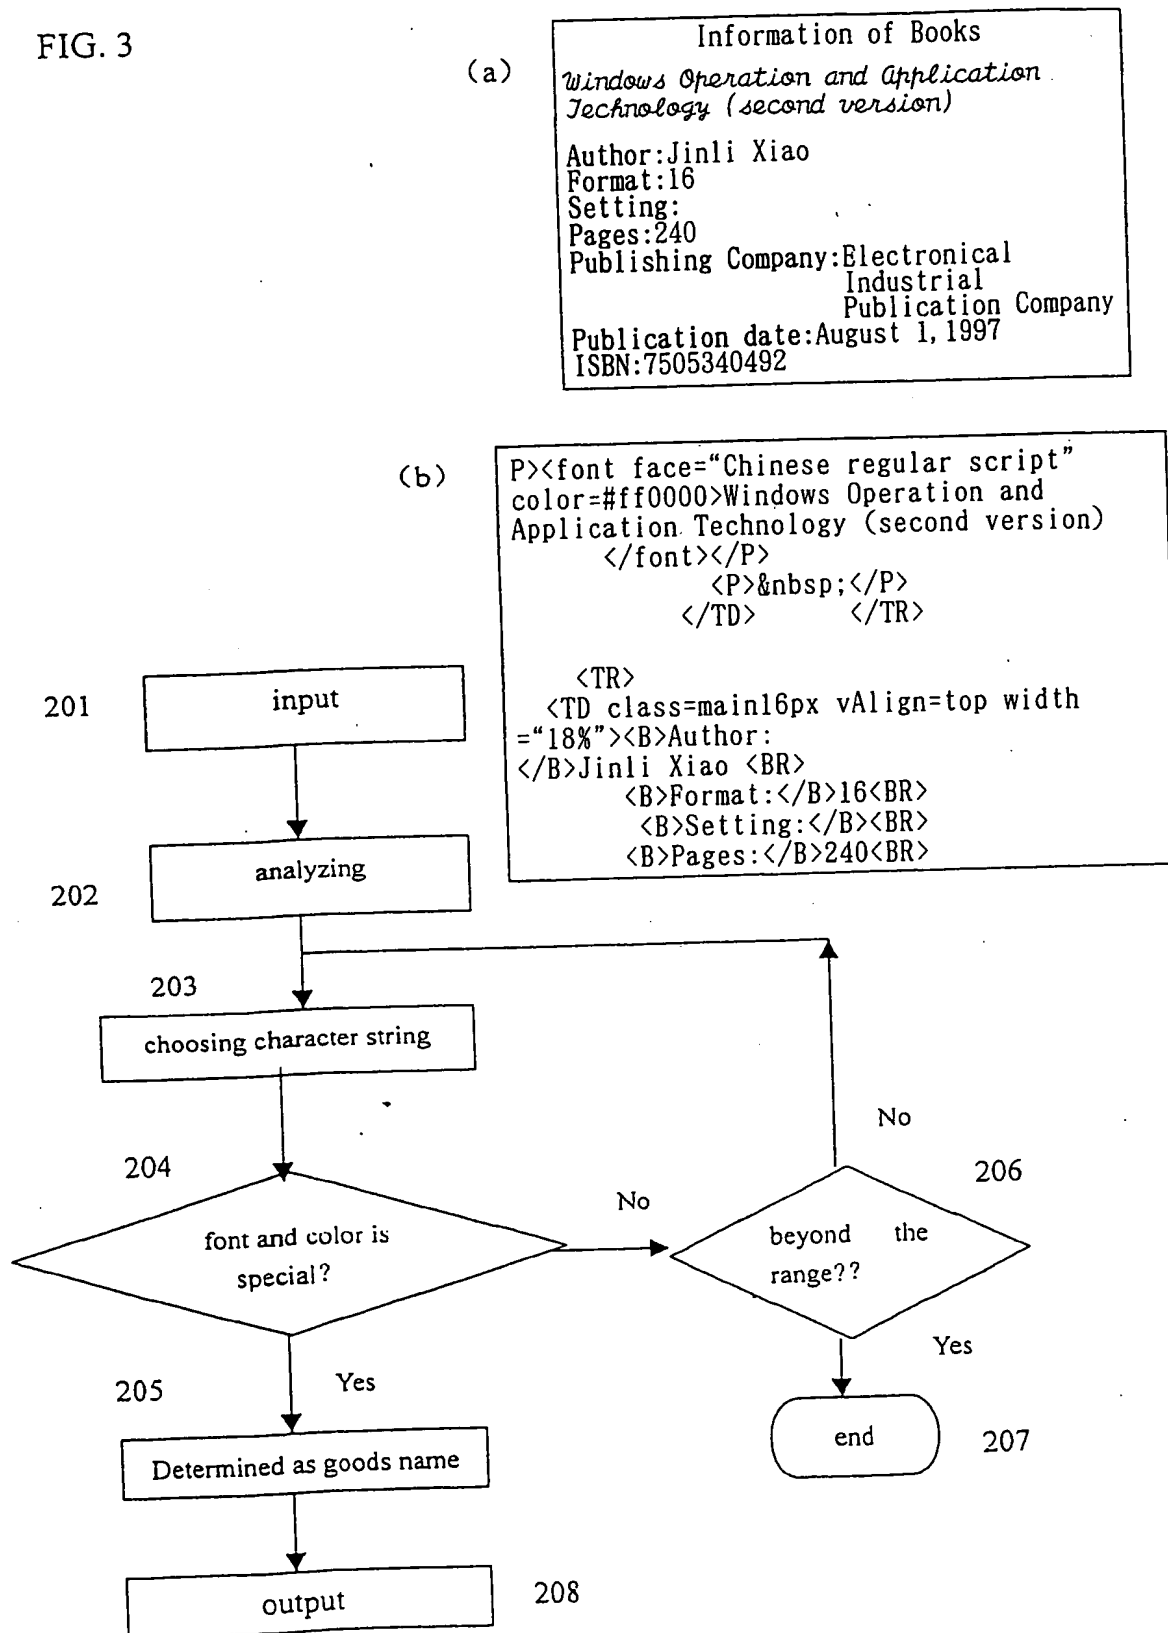 FIG. 3
(a)
Information of Books
Windows Operation and Application
Technology (second version)
Author:Jinli Xiao
Format:16
Setting:
Pages:240
Publishing Company:Electronical
Industrial
Publication Company
Publication date:August 1,1997
ISBN:7505340492
(b)
P><font face=“Chinese regular script”
color=#ff0000>Windows Operation and
Application Technology (second version)
</font></P>
<P>&nbsp;</P>
</TD> </TR>
<TR>
<TD class=main16px vAlign=top width
=“18%”><B>Author:
</B>Jinli Xiao <BR>
<B>Format:</B>16<BR>
<B>Setting:</B><BR>
<B>Pages:</B>240<BR>
201
input
202
analyzing
203
choosing character string
204
font and color is
special?
No
206
beyond the
range??
No
Yes
205
Yes
Determined as goods name
end
207
output
208